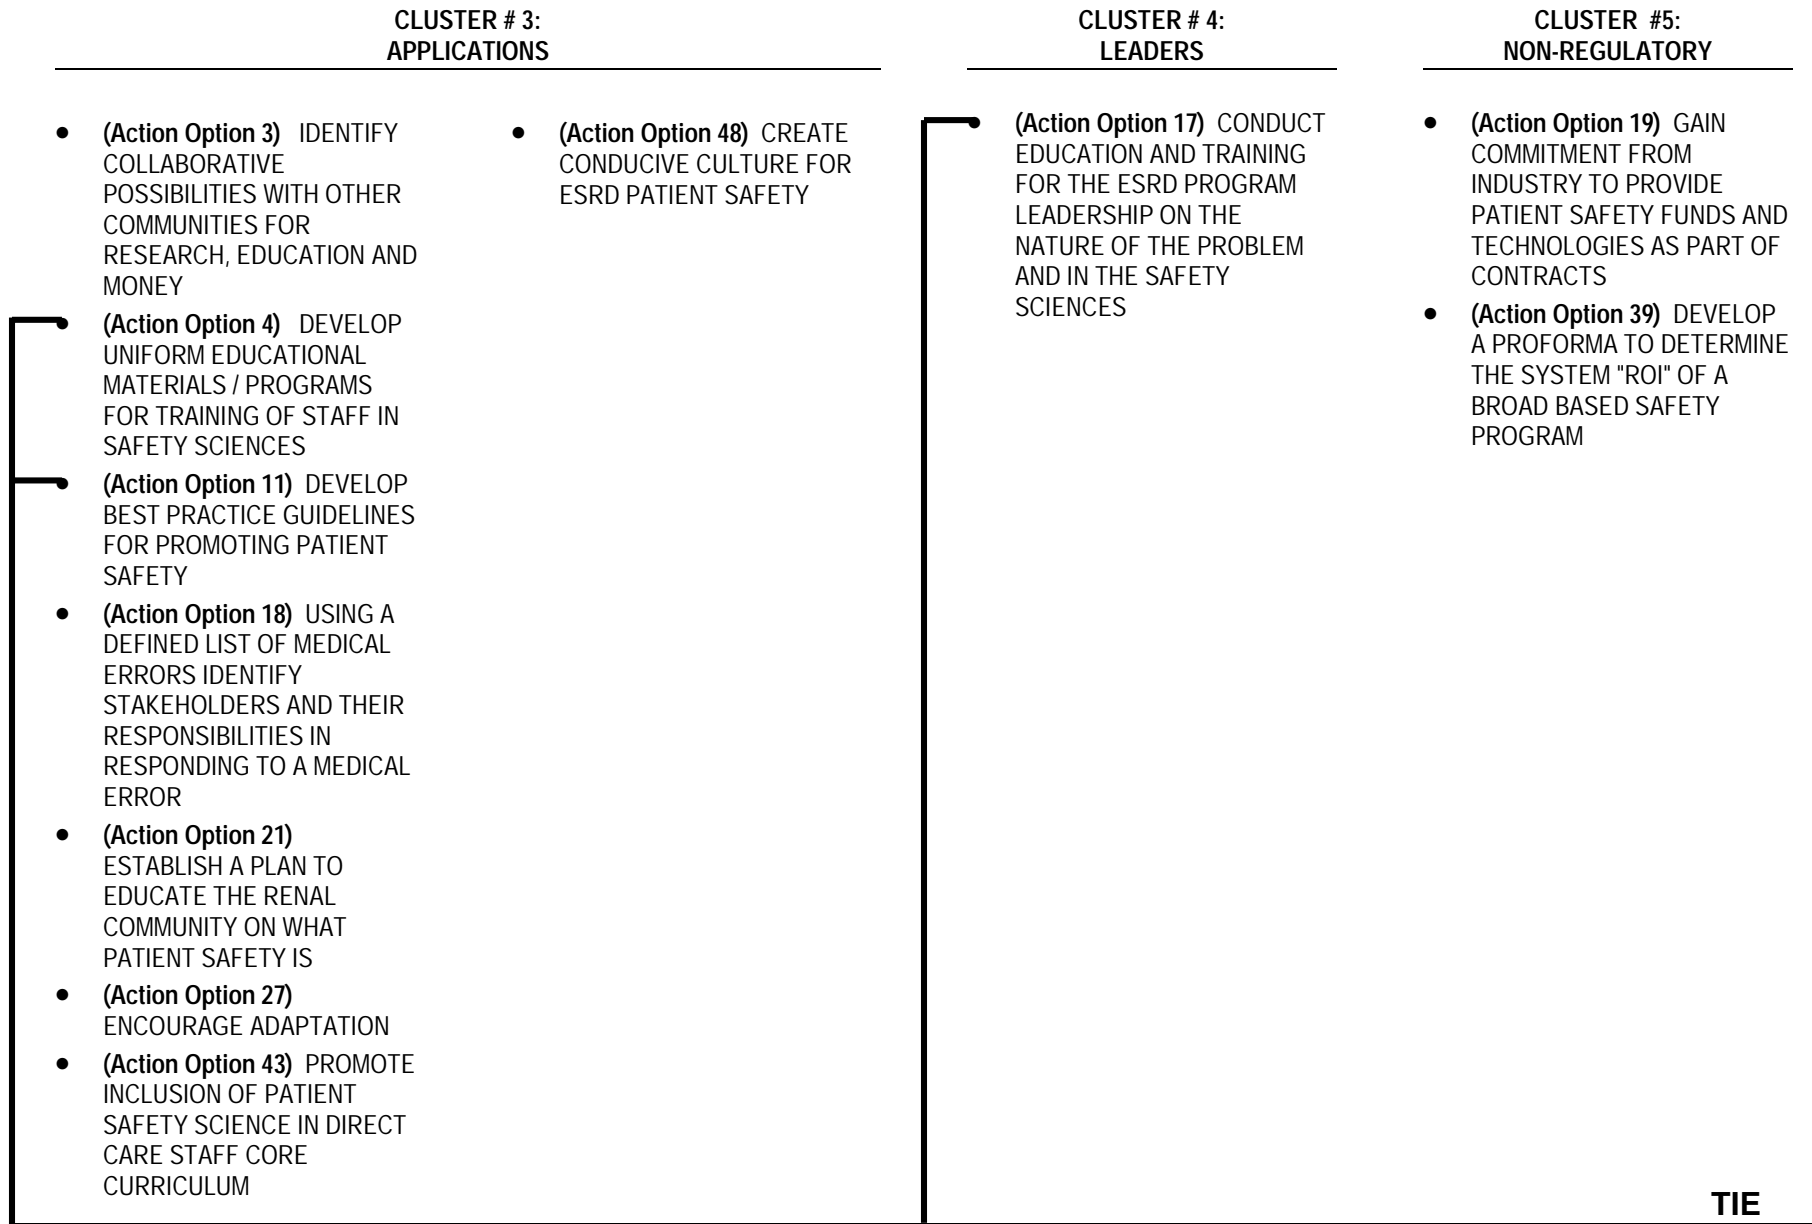 CLUSTER # 3:
APPLICATIONS
• (Action Option 3) IDENTIFY
COLLABORATIVE
POSSIBILITIES WITH OTHER
COMMUNITIES FOR
RESEARCH, EDUCATION AND
MONEY
• (Action Option 4) DEVELOP
UNIFORM EDUCATIONAL
MATERIALS / PROGRAMS
FOR TRAINING OF STAFF IN
SAFETY SCIENCES
• (Action Option 11) DEVELOP
BEST PRACTICE GUIDELINES
FOR PROMOTING PATIENT
SAFETY
• (Action Option 18) USING A
DEFINED LIST OF MEDICAL
ERRORS IDENTIFY
STAKEHOLDERS AND THEIR
RESPONSIBILITIES IN
RESPONDING TO A MEDICAL
ERROR
• (Action Option 21)
ESTABLISH A PLAN TO
EDUCATE THE RENAL
COMMUNITY ON WHAT
PATIENT SAFETY IS
• (Action Option 27)
ENCOURAGE ADAPTATION
• (Action Option 43) PROMOTE
INCLUSION OF PATIENT
SAFETY SCIENCE IN DIRECT
CARE STAFF CORE
CURRICULUM
• (Action Option 48) CREATE
CONDUCIVE CULTURE FOR
ESRD PATIENT SAFETY
CLUSTER # 4:
LEADERS
• (Action Option 17) CONDUCT
EDUCATION AND TRAINING
FOR THE ESRD PROGRAM
LEADERSHIP ON THE
NATURE OF THE PROBLEM
AND IN THE SAFETY
SCIENCES
CLUSTER #5:
NON-REGULATORY
• (Action Option 19) GAIN
COMMITMENT FROM
INDUSTRY TO PROVIDE
PATIENT SAFETY FUNDS AND
TECHNOLOGIES AS PART OF
CONTRACTS
• (Action Option 39) DEVELOP
A PROFORMA TO DETERMINE
THE SYSTEM "ROI" OF A
BROAD BASED SAFETY
PROGRAM
TIE